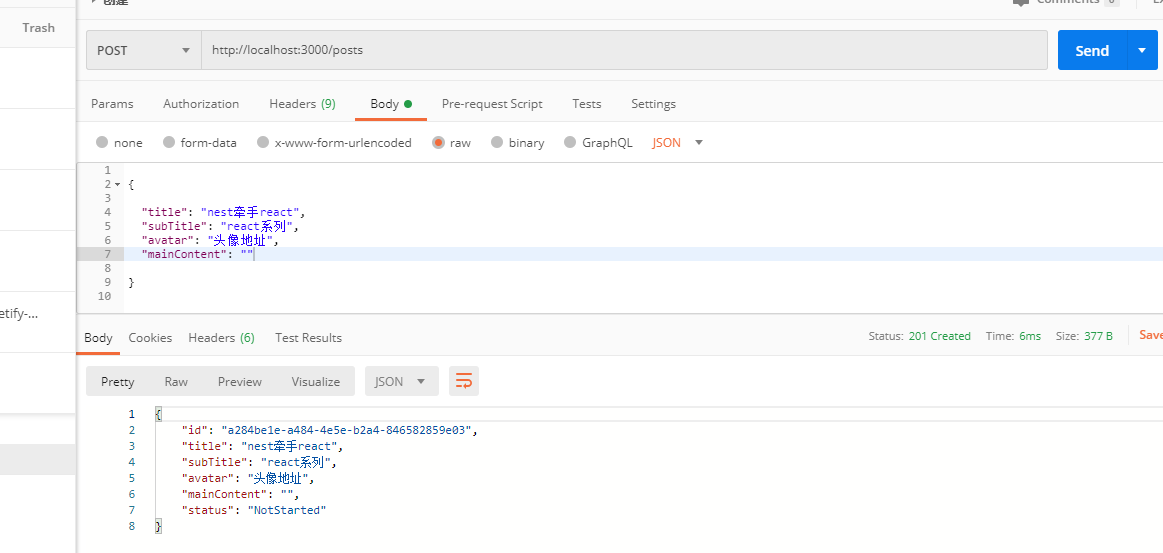 创建
Comments 0
Trash
POST
http://localhost:3000/posts
Send
Params Authorization Headers (9) Body Pre-request Script Tests Settings
none form-data x-www-form-urlencoded raw binary GraphQL JSON
1
2 {
3
4 "title": "nest牵手react",
5 "subTitle": "react系列",
6 "avatar": "头像地址",
7 "mainContent": ""
8
9 }
10
etify-...
Body Cookies Headers (6) Test Results Status: 201 Created Time: 6ms Size: 377 B Save
Pretty Raw Preview Visualize JSON
1 {
2 "id": "a284be1e-a484-4e5e-b2a4-846582859e03",
3 "title": "nest牵手react",
4 "subTitle": "react系列",
5 "avatar": "头像地址",
6 "mainContent": "",
7 "status": "NotStarted"
8 }